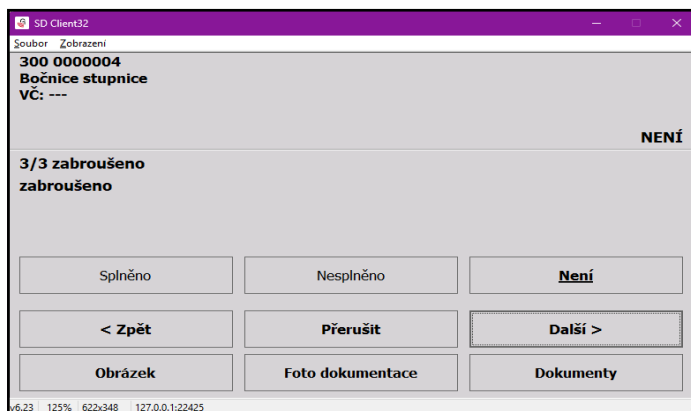 SD Client32
Soubor Zobrazení
300 0000004
Bočnice stupnice
VČ: ---
NENÍ
3/3 zabroušeno
zabroušeno
Splněno Nesplněno Není
< Zpět Přerušit Další >
Obrázek Foto dokumentace Dokumenty
v6.23 125% 622x348 127.0.0.1:22425